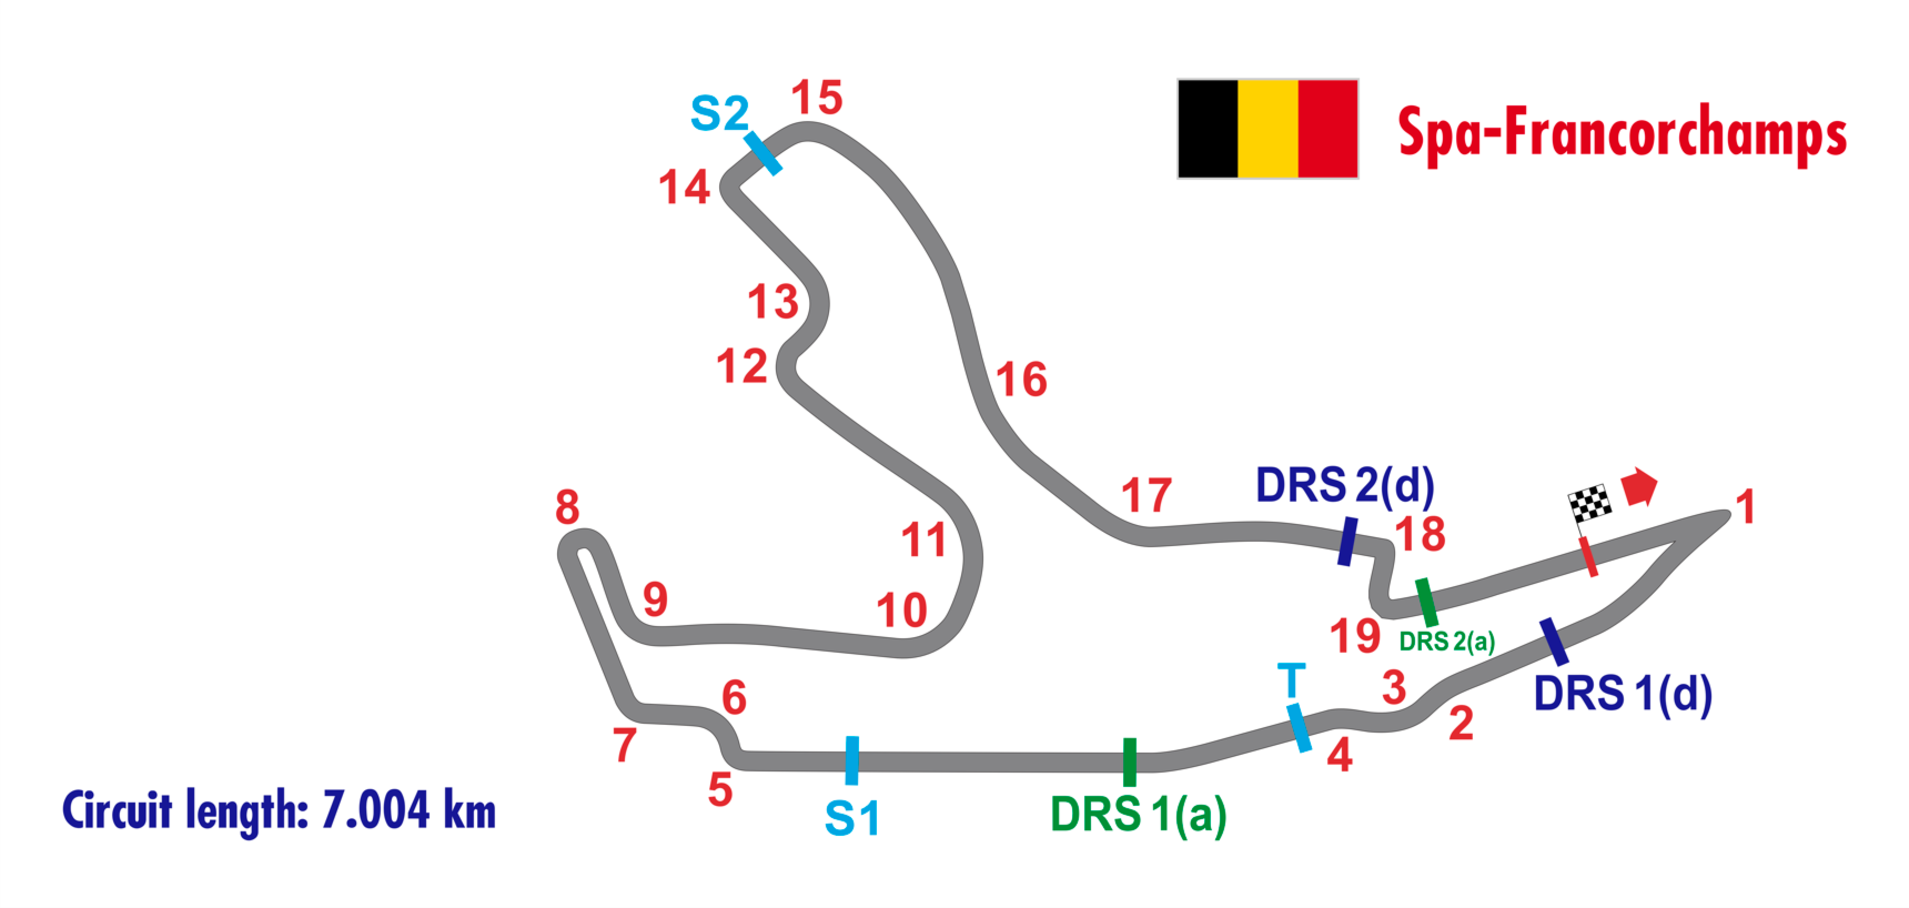 Spa-Francorchamps
15
S2
14
13
12
16
17
DRS 2(d)
18
1
8
11
9
10
19
DRS 2(a)
T
3
2
DRS 1(d)
6
7
4
5
S1
DRS 1(a)
Circuit length: 7.004 km